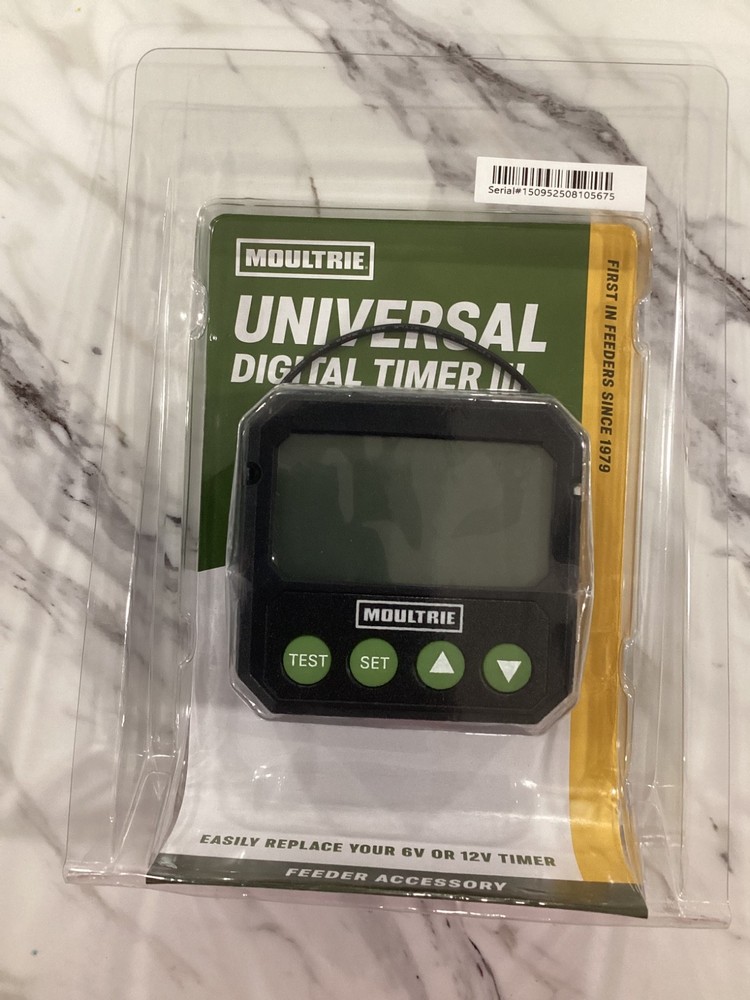 Serial#150952508105675
MOULTRIE
UNIVERSAL
DIGITAL TIMER III
FIRST IN FEEDERS SINCE 1979
MOULTRIE
TEST
SET
EASILY REPLACE YOUR 6V OR 12V TIMER
FEEDER ACCESSORY